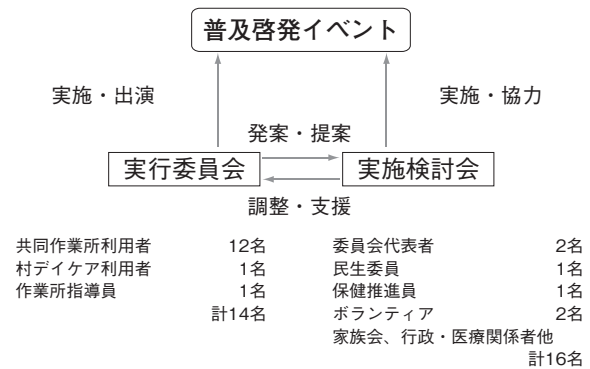 普及啓発イベント
実施・出演
実施・協力
発案・提案
実行委員会
実施検討会
調整・支援
共同作業所利用者 12名
村デイケア利用者 1名
作業所指導員 1名
計14名
委員会代表者 2名
民生委員 1名
保健推進員 1名
ボランティア 2名
家族会、行政・医療関係者他
計16名